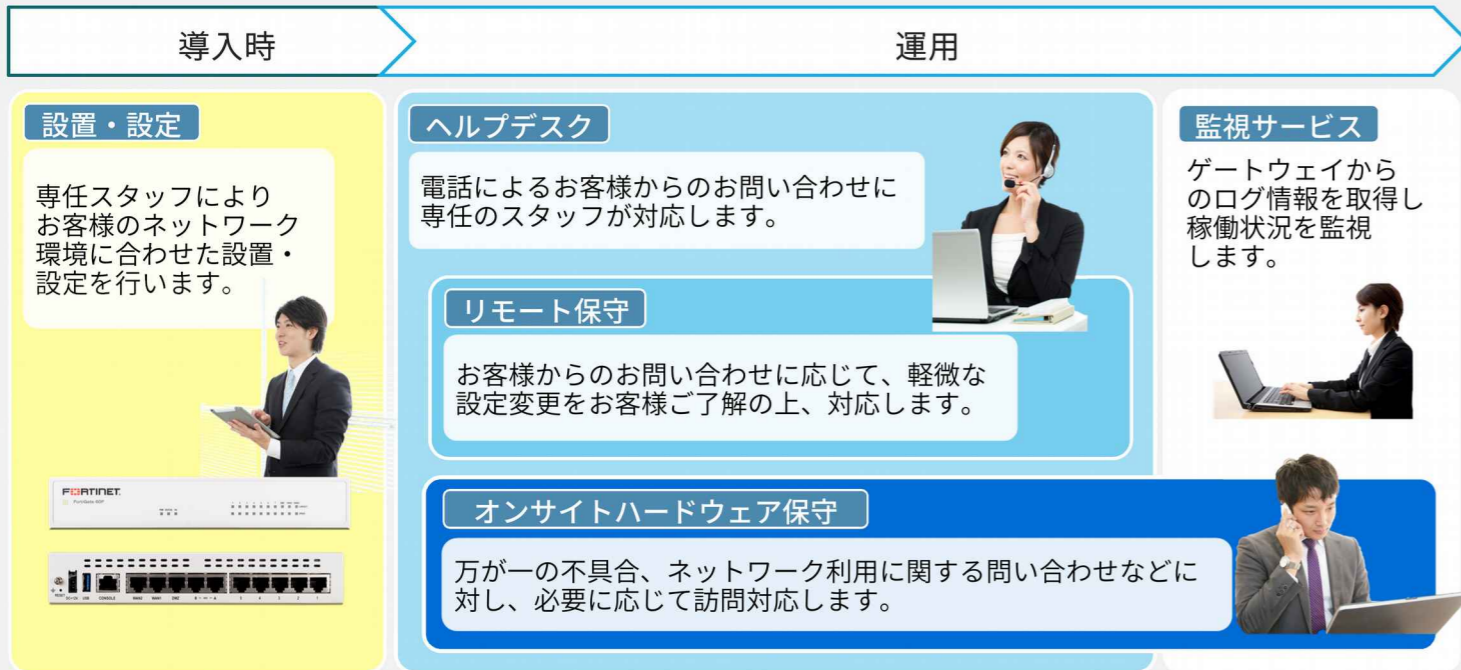 導入時
運用
設置・設定
専任スタッフにより
お客様のネットワーク
環境に合わせた設置・
設定を行います。
FORTINET
FortiGate 60F
CONSOLE
WAN2
WAN1
DMZ
ヘルプデスク
電話によるお客様からのお問い合わせに
専任のスタッフが対応します。
リモート保守
お客様からのお問い合わせに応じて、軽微な
設定変更をお客様ご了解の上、対応します。
オンサイトハードウェア保守
万が一の不具合、ネットワーク利用に関する問い合わせなどに
対し、必要に応じて訪問対応します。
監視サービス
ゲートウェイから
のログ情報を取得し
稼働状況を監視
します。